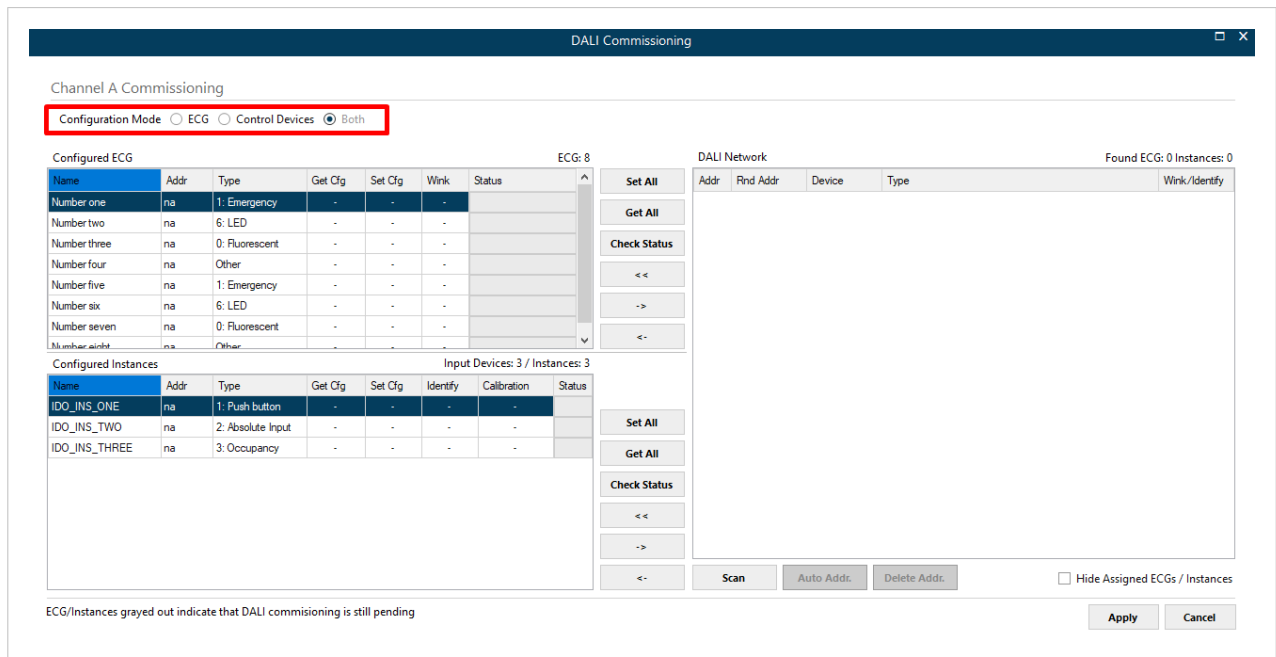 DALI Commissioning
Channel A Commissioning
Configuration Mode ECG Control Devices Both
Configured ECG ECG: 8
Name Addr Type Get Cfg Set Cfg Wink Status
Number one na 1: Emergency - - -
Number two na 6: LED - - -
Number three na 0: Fluorescent - - -
Number four na Other - - -
Number five na 1: Emergency - - -
Number six na 6: LED - - -
Number seven na 0: Fluorescent - - -
Number eight na Other - - -
Set All
Get All
Check Status
<<
->
<-
Configured Instances Input Devices: 3 / Instances: 3
Name Addr Type Get Cfg Set Cfg Identify Calibration Status
IDO_INS_ONE na 1: Push button - - - -
IDO_INS_TWO na 2: Absolute Input - - - -
IDO_INS_THREE na 3: Occupancy - - - -
Set All
Get All
Check Status
<<
->
<-
DALI Network Found ECG: 0 Instances: 0
Addr Rnd Addr Device Type Wink/Identify
Scan Auto Addr. Delete Addr. Hide Assigned ECGs / Instances
ECG/Instances grayed out indicate that DALI commisioning is still pending
Apply Cancel